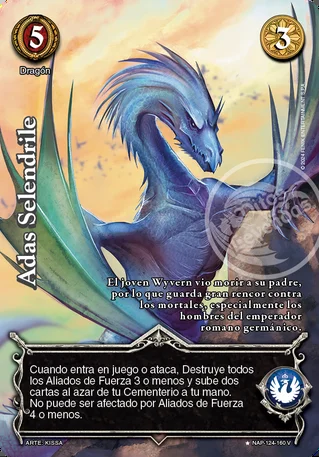 5
3
Dragón
Adas Selendrile
El joven Wyvern vio morir a su padre,
por lo que guarda gran rencor contra
los mortales, especialmente los
hombres del emperador
romano germánico.
Cuando entra en juego o ataca, Destruye todos
los Aliados de Fuerza 3 o menos y sube dos
cartas al azar de tu Cementerio a tu mano.
No puede ser afectado por Aliados de Fuerza
4 o menos.
ARTE : KISSA
★ NAP-124-160 V